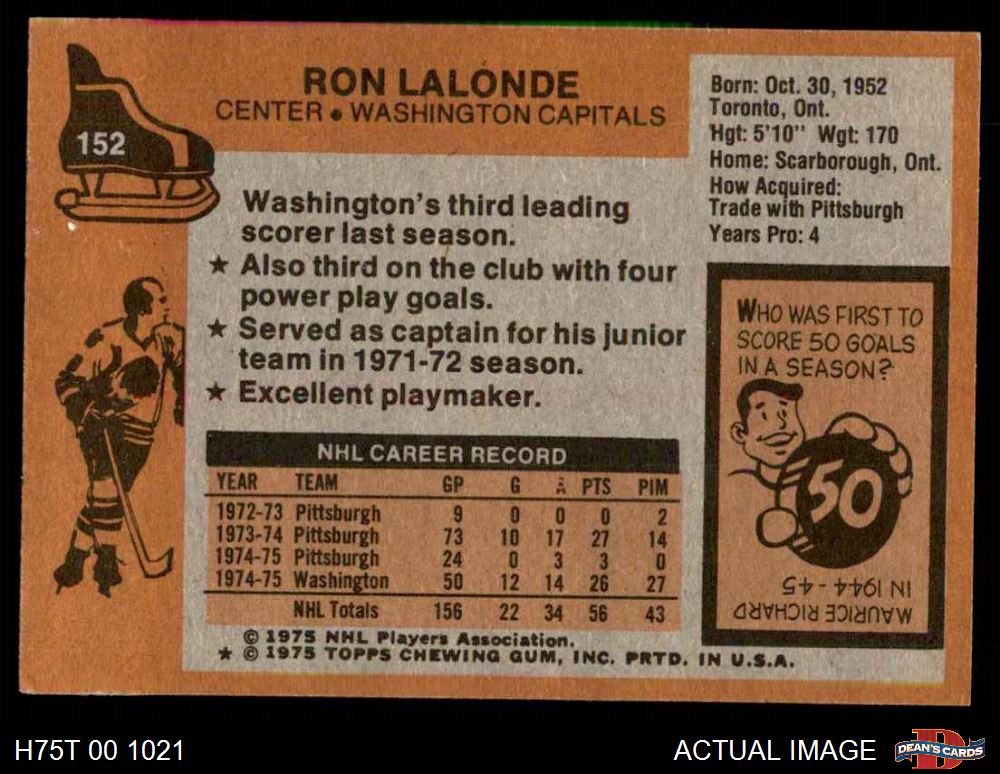 RON LALONDE
CENTER • WASHINGTON CAPITALS
152
Born: Oct. 30, 1952
Toronto, Ont.
Hgt: 5'10" Wgt: 170
Home: Scarborough, Ont.
How Acquired:
Trade with Pittsburgh
Years Pro: 4
Washington's third leading
scorer last season.
★ Also third on the club with four
power play goals.
★ Served as captain for his junior
team in 1971-72 season.
★ Excellent playmaker.
NHL CAREER RECORD
YEAR TEAM GP G A PTS PIM
1972-73 Pittsburgh 9 0 0 0 2
1973-74 Pittsburgh 73 10 17 27 14
1974-75 Pittsburgh 24 0 3 3 0
1974-75 Washington 50 12 14 26 27
NHL Totals 156 22 34 56 43
© 1975 NHL Players Association.
★ © 1975 TOPPS CHEWING GUM, INC. PRTD. IN U.S.A.
WHO WAS FIRST TO
SCORE 50 GOALS
IN A SEASON?
50
MAURICE RICHARD
IN 1944-45
H75T 00 1021
ACTUAL IMAGE
D
DEAN'S CARDS